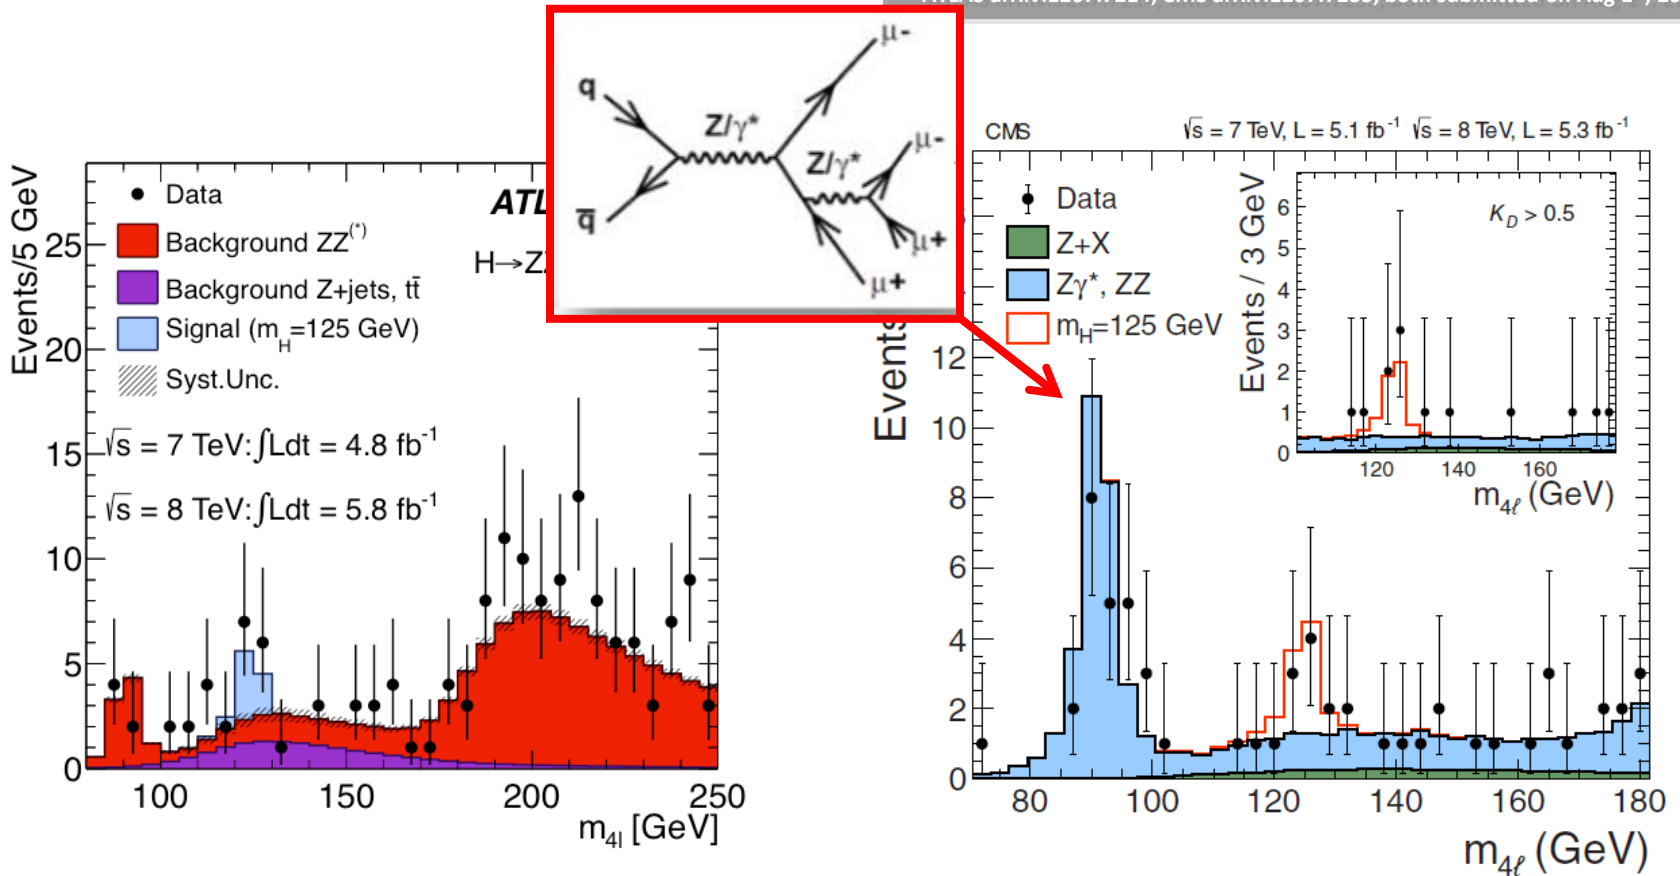 q
q̅
Z/γ*
Z/γ*
μ-
μ-
μ+
μ+
Data
Background ZZ(*)
Background Z+jets, tt̄
Signal (mH=125 GeV)
Syst.Unc.
√s = 7 TeV:∫Ldt = 4.8 fb-1
√s = 8 TeV:∫Ldt = 5.8 fb-1
ATL
H→Z
Events/5 GeV
25
20
15
10
5
0
100 150 200 250
m4l [GeV]
CMS √s = 7 TeV, L = 5.1 fb-1 √s = 8 TeV, L = 5.3 fb-1
Data
Z+X
Zγ*, ZZ
mH=125 GeV
Events
12
10
8
6
4
2
0
80 100 120 140 160 180
m4ℓ (GeV)
KD > 0.5
Events / 3 GeV
6
5
4
3
2
1
0
120 140 160
m4ℓ (GeV)